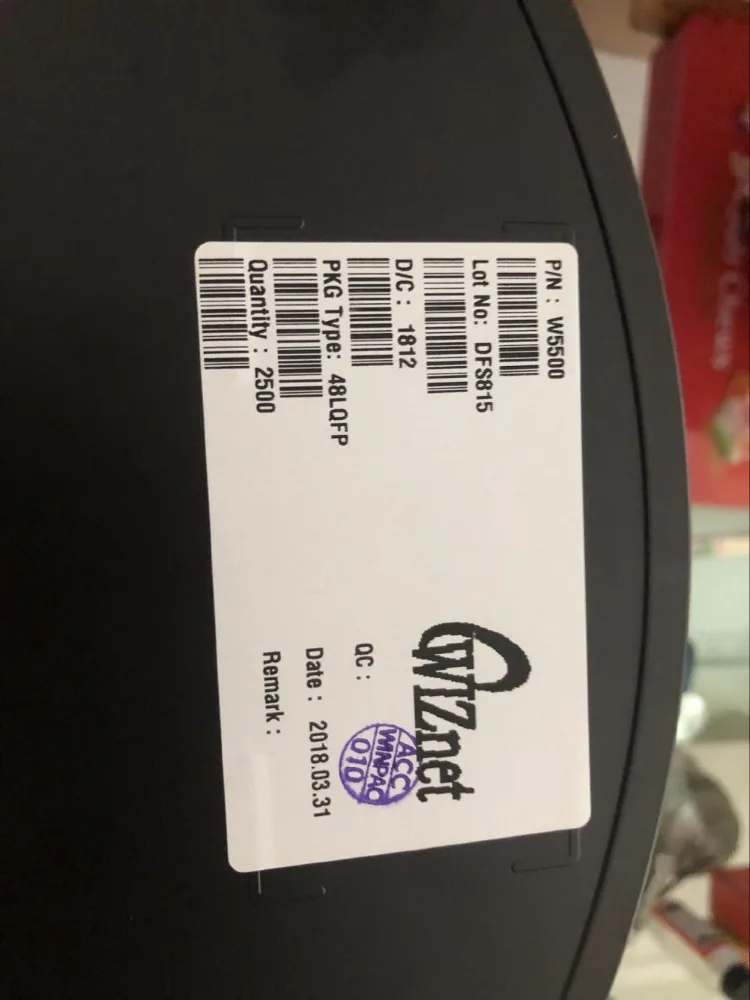 P/N : W5500
Lot No: DFS815
D/C : 1812
PKG Type: 48LQFP
Quantity : 2500
WIZnet
QC :
ACC
WINPAC
010
Date : 2018.03.31
Remark :